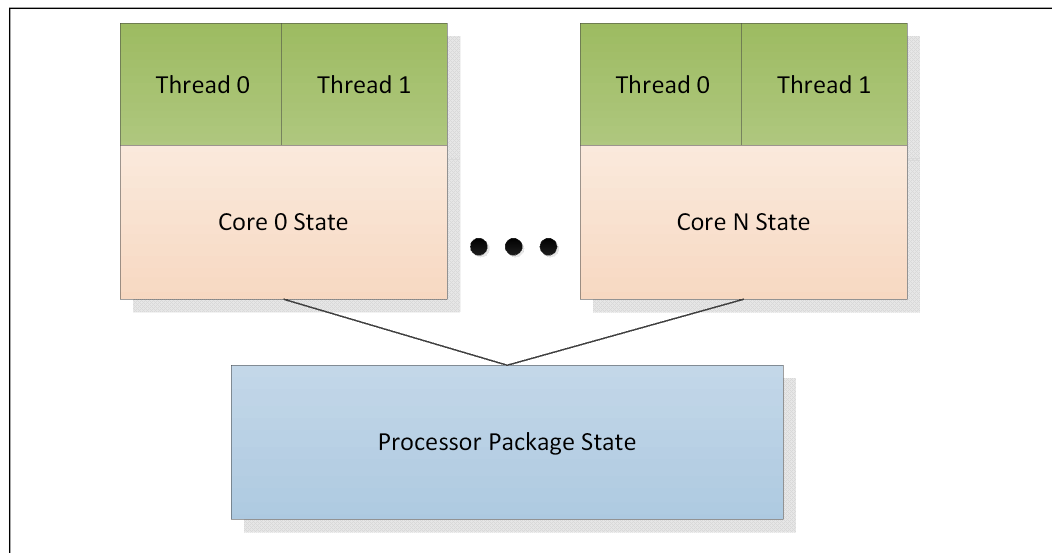 Thread 0
Thread 1
Thread 0
Thread 1
Core 0 State
Core N State
Processor Package State